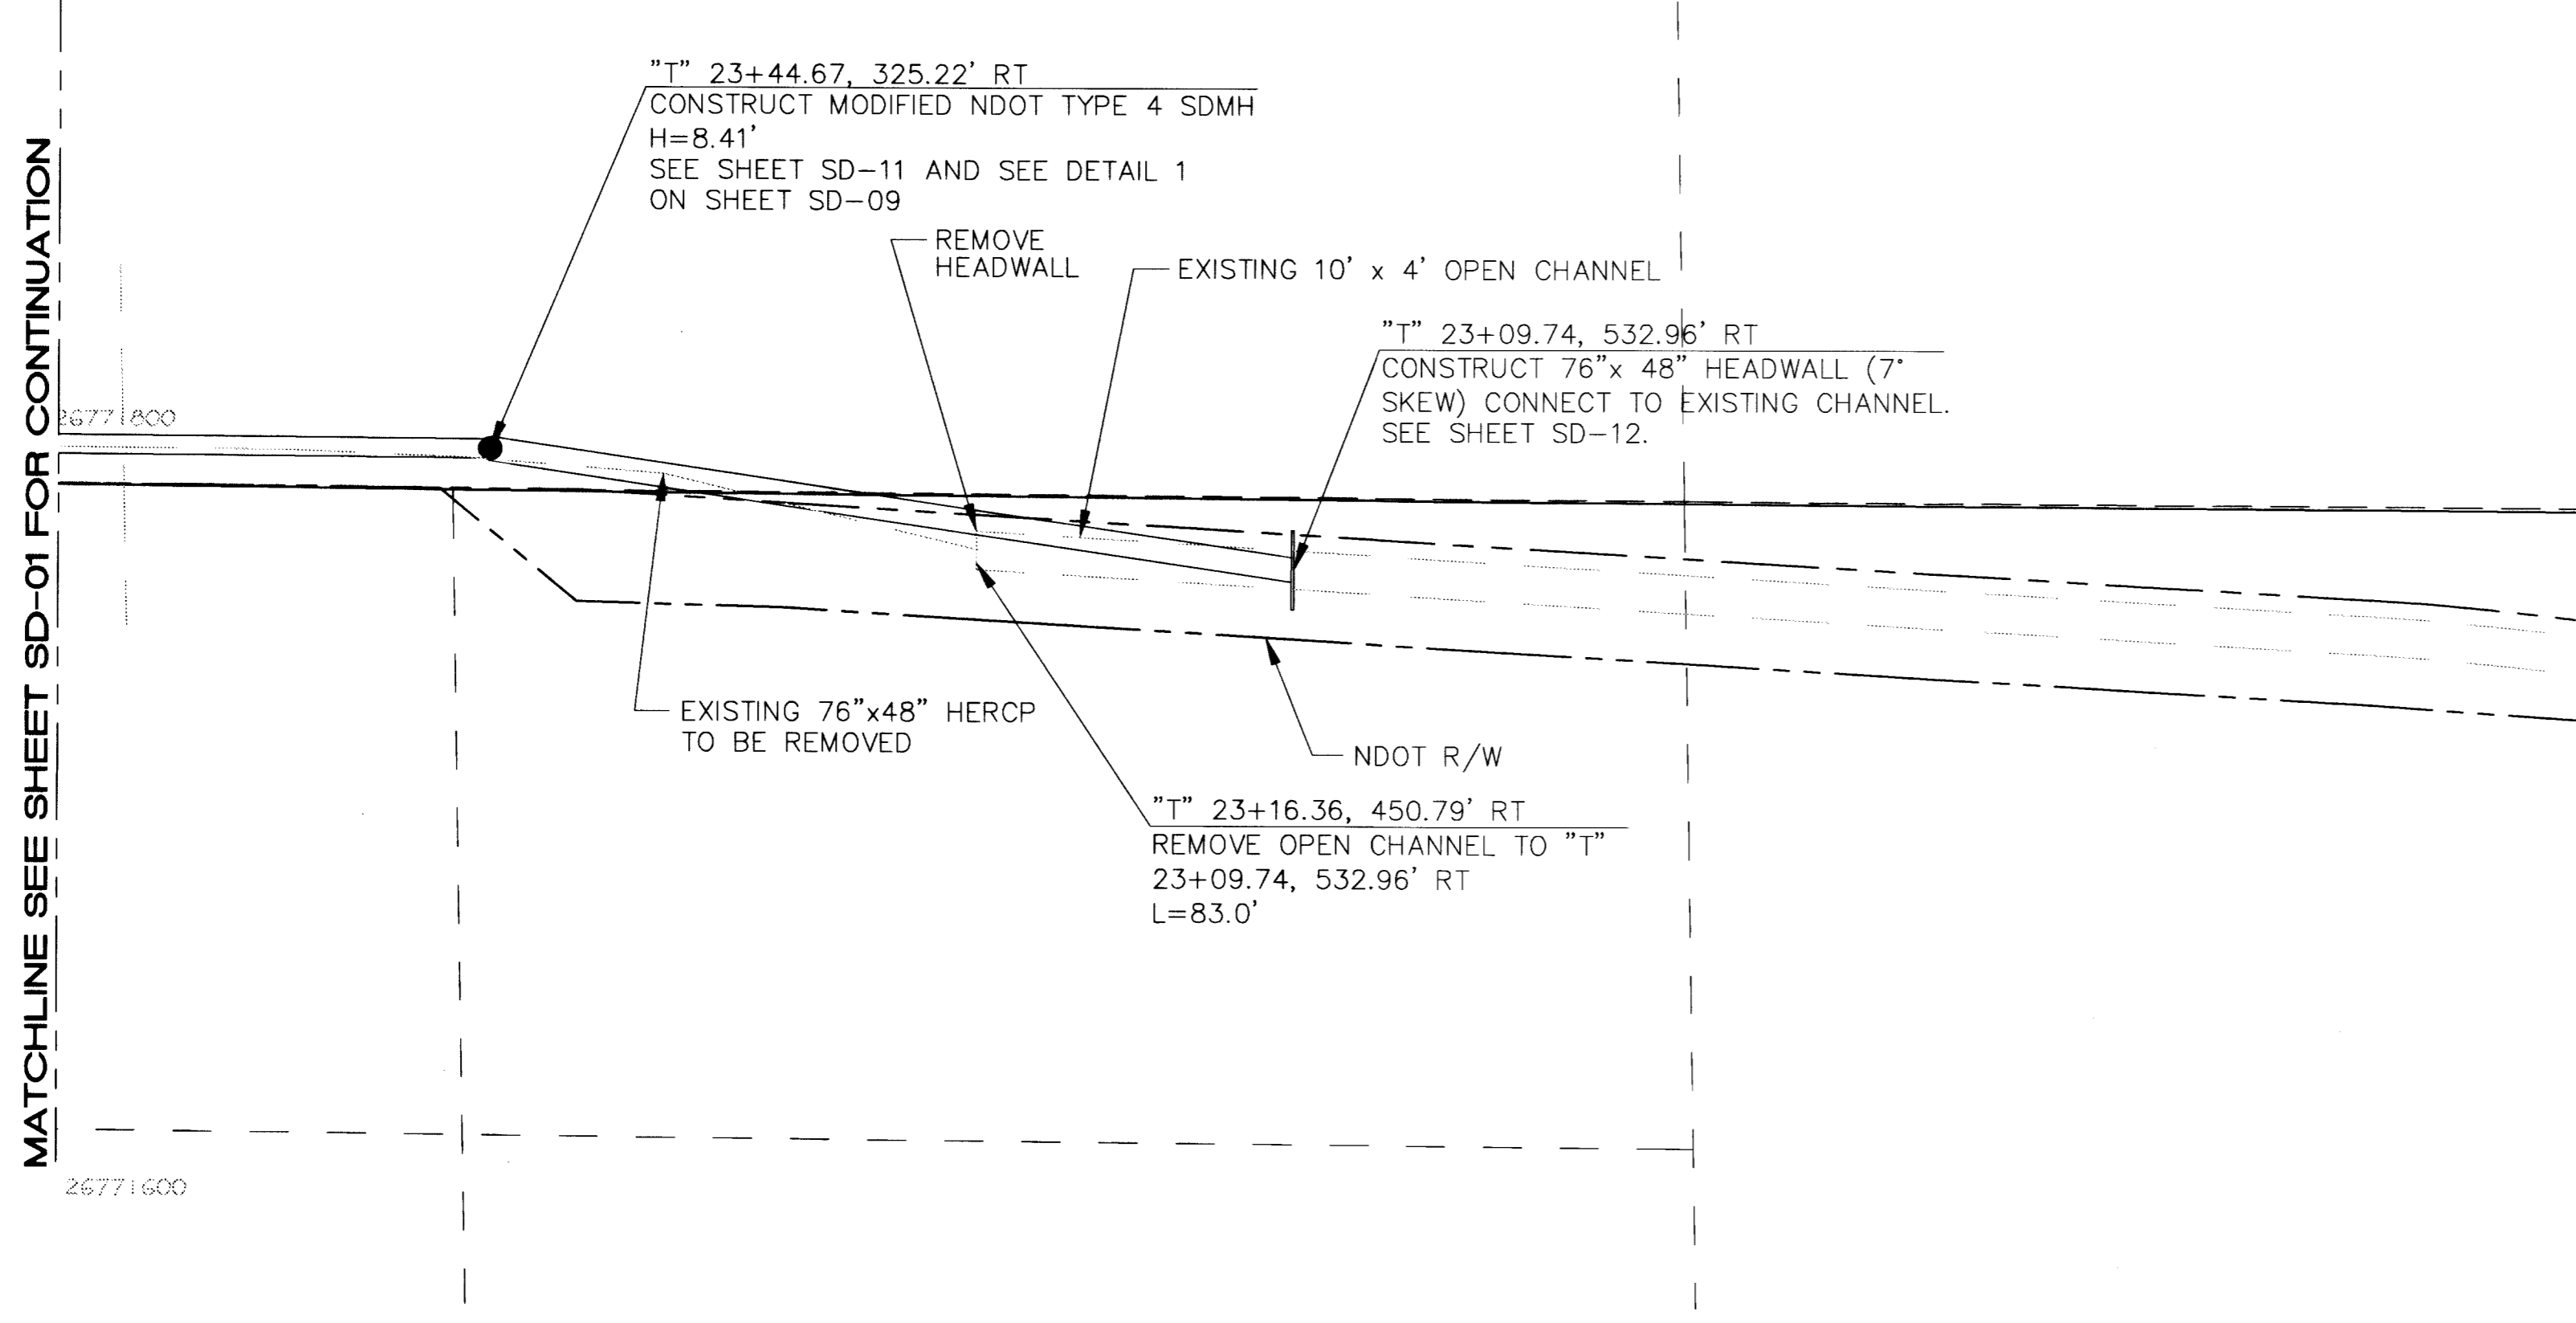 "T" 23+44.67, 325.22' RT
CONSTRUCT MODIFIED NDOT TYPE 4 SDMH
H=8.41'
SEE SHEET SD-11 AND SEE DETAIL 1
ON SHEET SD-09
REMOVE
HEADWALL
EXISTING 10' x 4' OPEN CHANNEL
"T" 23+09.74, 532.96' RT
CONSTRUCT 76"x 48" HEADWALL (7°
SKEW) CONNECT TO EXISTING CHANNEL.
SEE SHEET SD-12.
MATCHLINE SEE SHEET SD-01 FOR CONTINUATION
26771800
EXISTING 76"x48" HERCP
TO BE REMOVED
NDOT R/W
"T" 23+16.36, 450.79' RT
REMOVE OPEN CHANNEL TO "T"
23+09.74, 532.96' RT
L=83.0'
26771600